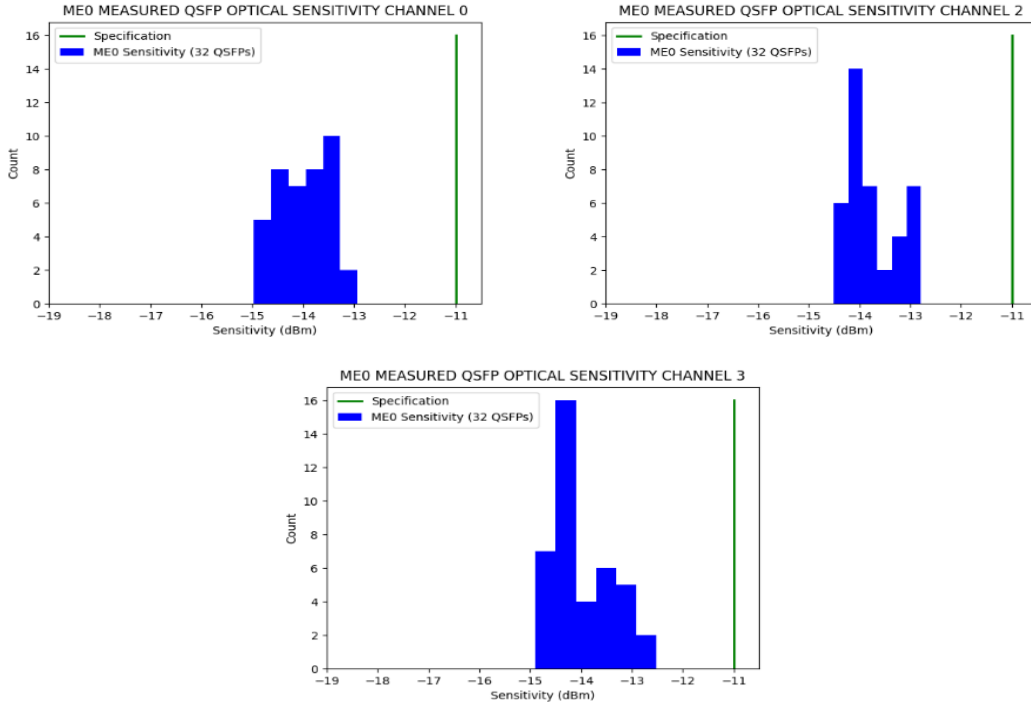 ME0 MEASURED QSFP OPTICAL SENSITIVITY CHANNEL 0
16
14
12
10
8
6
4
2
0
Count
Specification
ME0 Sensitivity (32 QSFPs)
−19 −18 −17 −16 −15 −14 −13 −12 −11
Sensitivity (dBm)
ME0 MEASURED QSFP OPTICAL SENSITIVITY CHANNEL 2
16
14
12
10
8
6
4
2
0
Count
Specification
ME0 Sensitivity (32 QSFPs)
−19 −18 −17 −16 −15 −14 −13 −12 −11
Sensitivity (dBm)
ME0 MEASURED QSFP OPTICAL SENSITIVITY CHANNEL 3
16
14
12
10
8
6
4
2
0
Count
Specification
ME0 Sensitivity (32 QSFPs)
−19 −18 −17 −16 −15 −14 −13 −12 −11
Sensitivity (dBm)